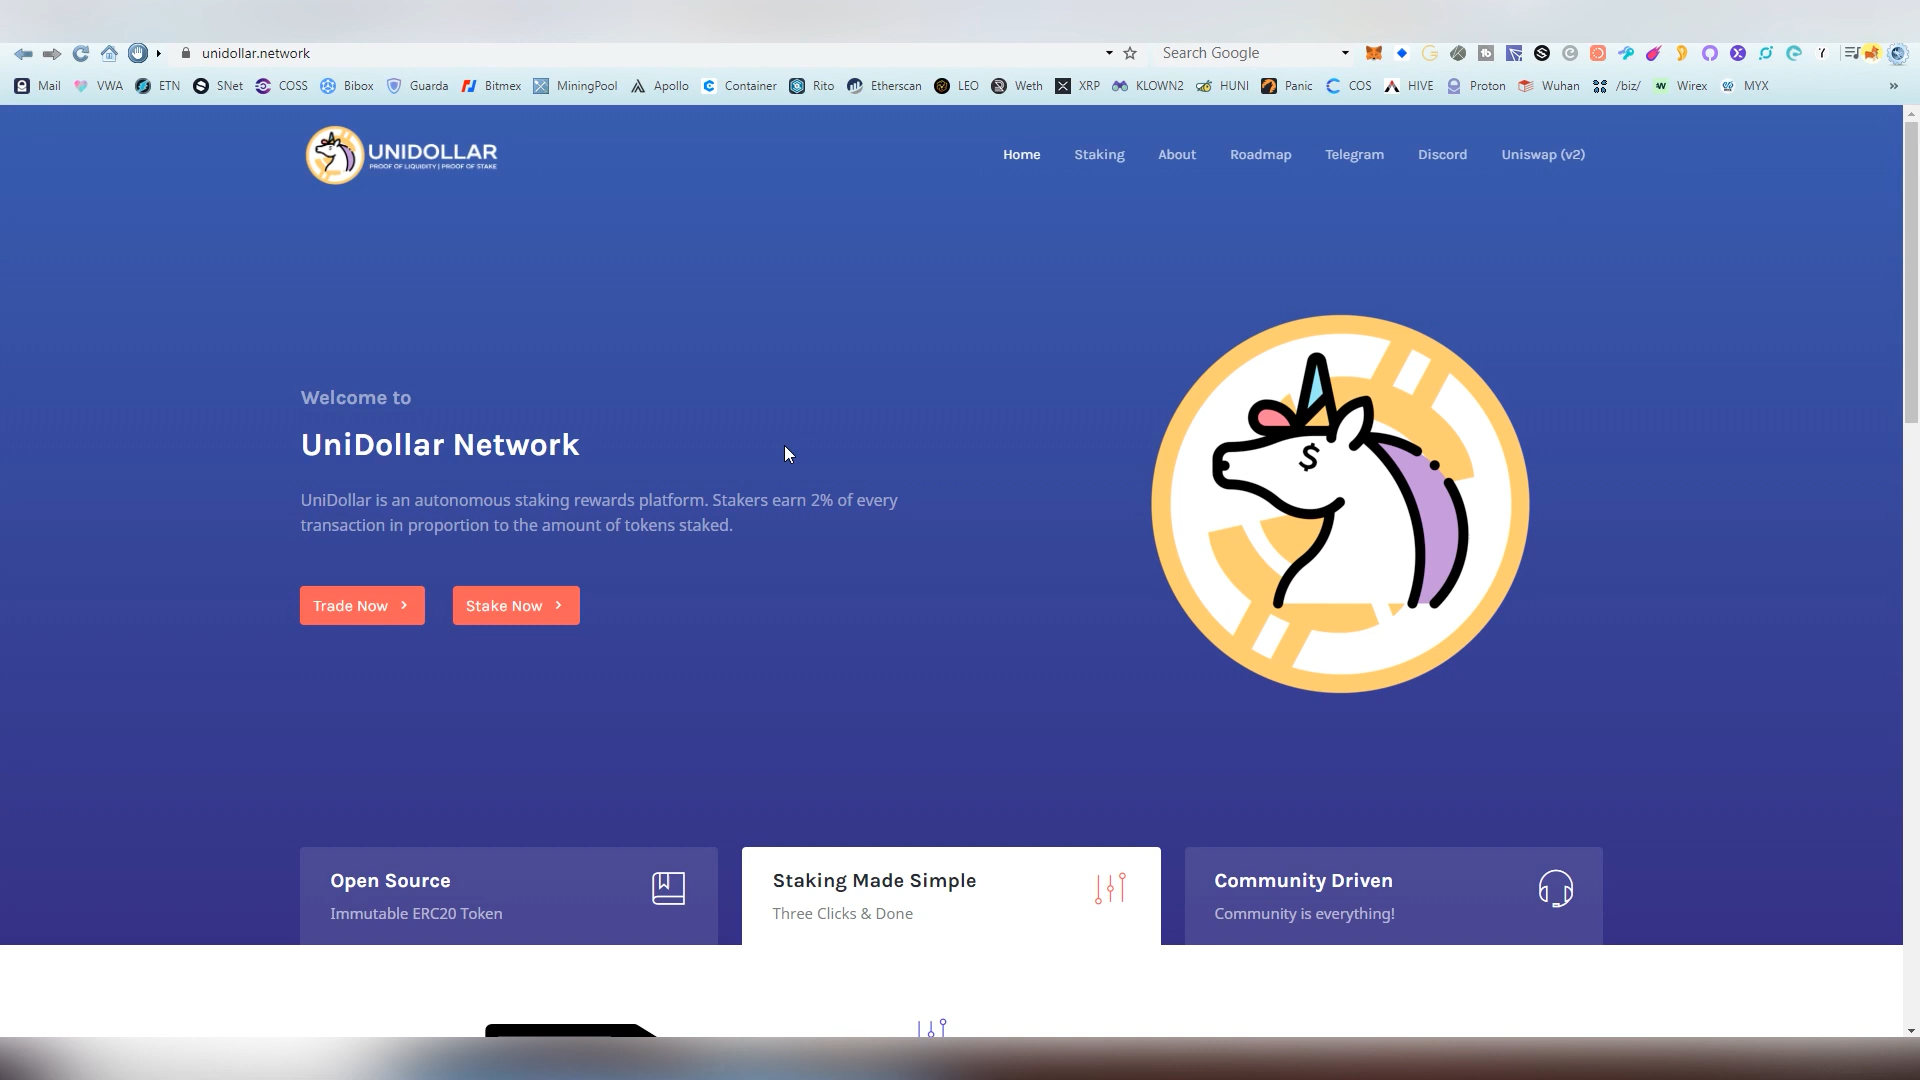 unidollar.network
Search Google
Mail VWA ETN SNet COSS Bibox Guarda Bitmex MiningPool Apollo Container Rito Etherscan LEO Weth XRP KLOWN2 HUNI Panic COS HIVE Proton Wuhan /biz/ Wirex MYX »
UNIDOLLAR
PROOF OF LIQUIDITY | PROOF OF STAKE
Home Staking About Roadmap Telegram Discord Uniswap (v2)
Welcome to
UniDollar Network
UniDollar is an autonomous staking rewards platform. Stakers earn 2% of every
transaction in proportion to the amount of tokens staked.
Trade Now Stake Now
$
Open Source
Immutable ERC20 Token
Staking Made Simple
Three Clicks & Done
Community Driven
Community is everything!